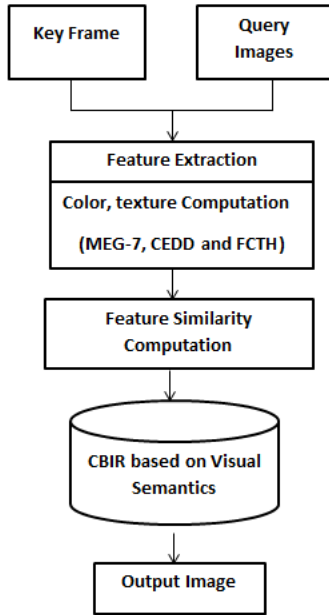 Key Frame
Query
Images
Feature Extraction
Color, texture Computation
(MEG-7, CEDD and FCTH)
Feature Similarity
Computation
CBIR based on Visual
Semantics
Output Image